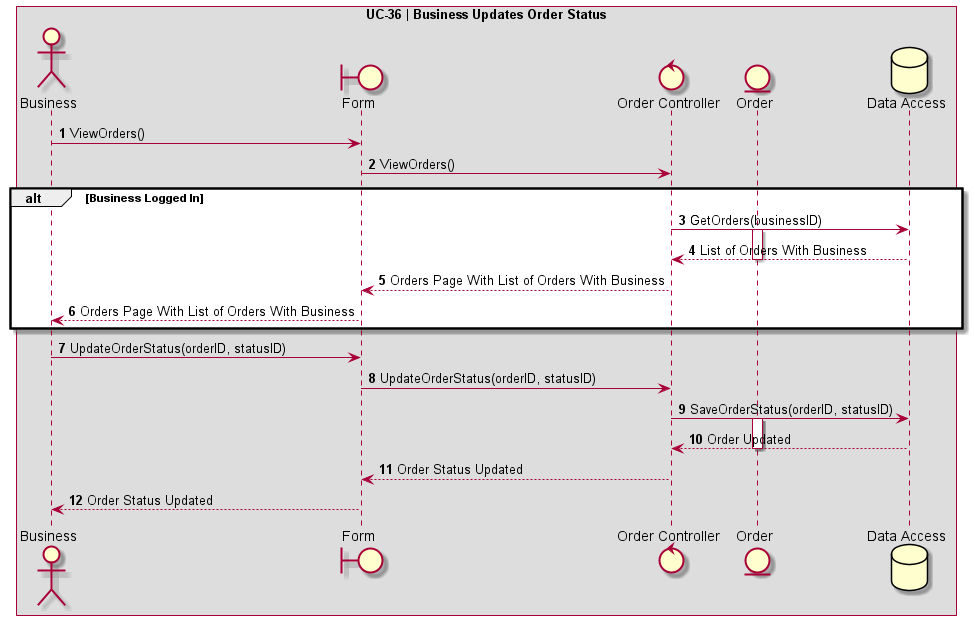 UC-36 | Business Updates Order Status
Business
Form
Order Controller
Order
Data Access
1 ViewOrders()
2 ViewOrders()
alt [Business Logged In]
3 GetOrders(businessID)
4 List of Orders With Business
5 Orders Page With List of Orders With Business
6 Orders Page With List of Orders With Business
7 UpdateOrderStatus(orderID, statusID)
8 UpdateOrderStatus(orderID, statusID)
9 SaveOrderStatus(orderID, statusID)
10 Order Updated
11 Order Status Updated
12 Order Status Updated
Business
Form
Order Controller
Order
Data Access